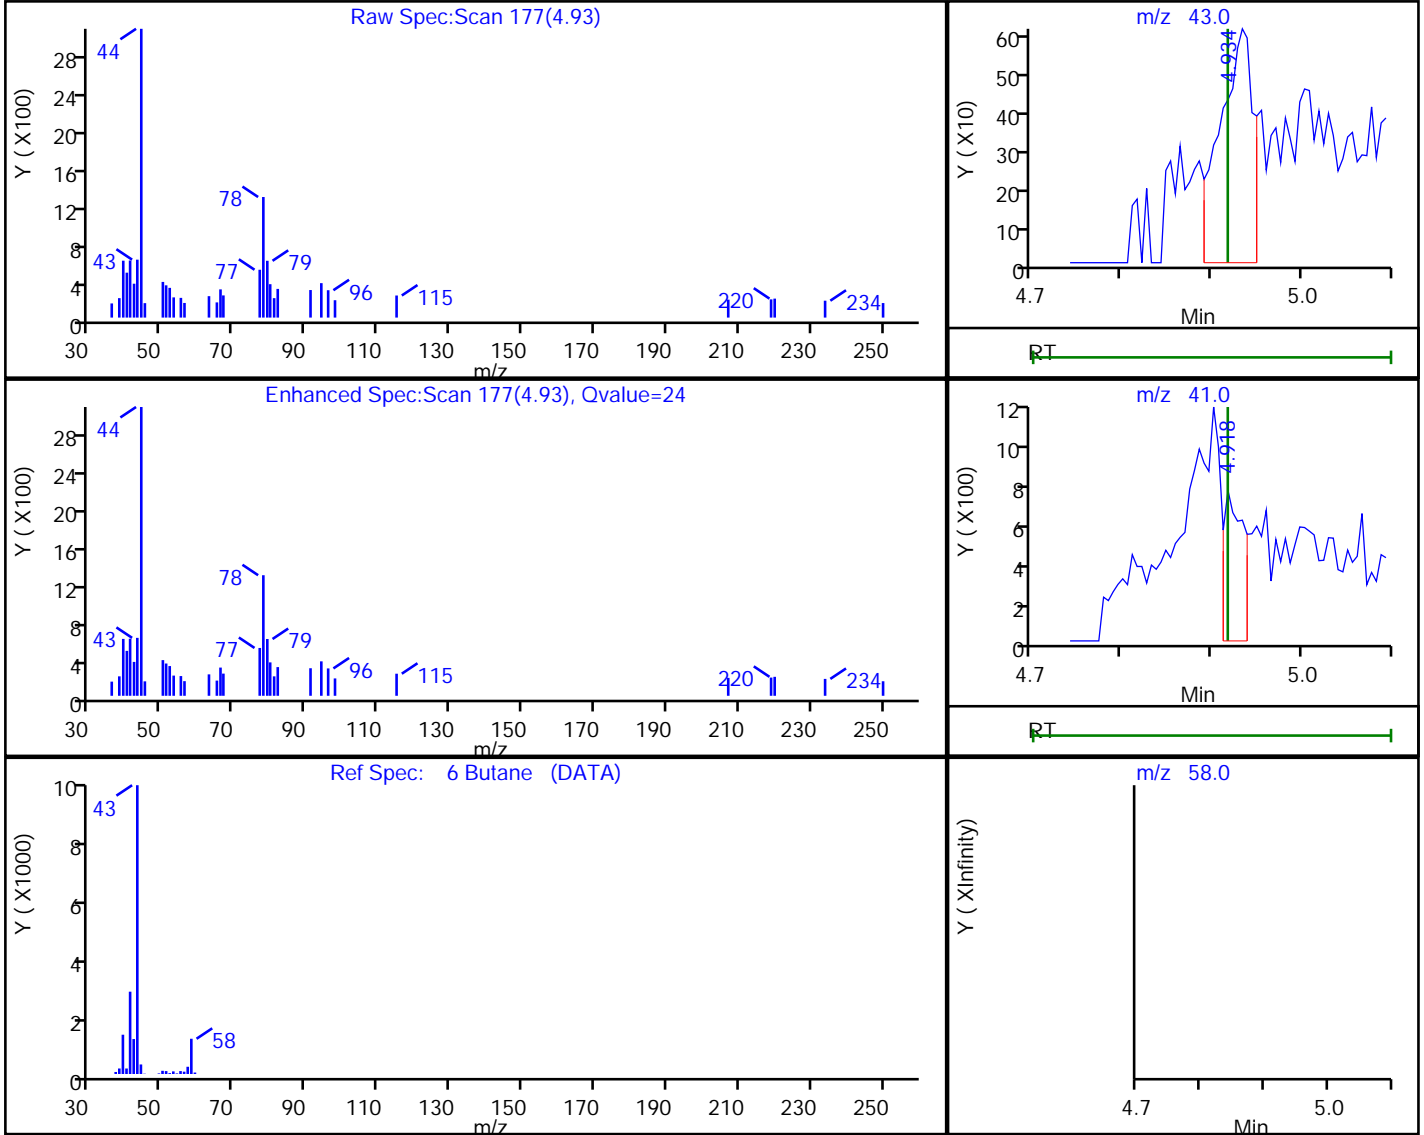 Raw Spec:Scan 177(4.93)
Y ( X100)
28
24
20
16
12
8
4
0
44
43
78
77
79
96
115
220
234
30 50 70 90 110 130 150 170 190 210 230 250
m/z
m/z 43.0
Y ( X10)
60
50
40
30
20
10
0
4.934
4.7 5.0
Min
RT
Enhanced Spec:Scan 177(4.93), Qvalue=24
Y ( X100)
28
24
20
16
12
8
4
0
44
43
78
77
79
96
115
220
234
30 50 70 90 110 130 150 170 190 210 230 250
m/z
m/z 41.0
Y ( X100)
12
10
8
6
4
2
0
4.918
4.7 5.0
Min
RT
Ref Spec: 6 Butane (DATA)
Y ( X1000)
10
8
6
4
2
0
43
58
30 50 70 90 110 130 150 170 190 210 230 250
m/z
m/z 58.0
Y ( XInfinity)
4.7 5.0
Min